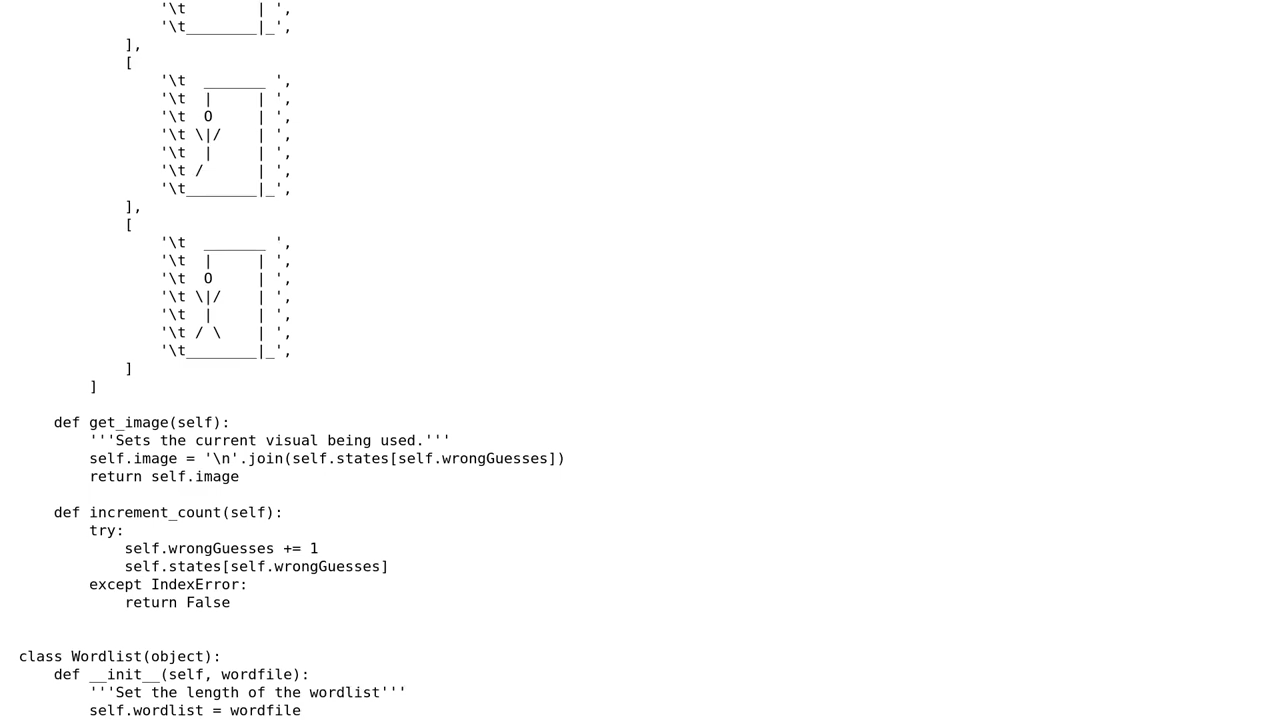 '\t        | ',
                '\t________|_',
            ],
            [
                '\t  _______ ',
                '\t  |     | ',
                '\t  O     | ',
                '\t \|/    | ',
                '\t  |     | ',
                '\t /      | ',
                '\t________|_',
            ],
            [
                '\t  _______ ',
                '\t  |     | ',
                '\t  O     | ',
                '\t \|/    | ',
                '\t  |     | ',
                '\t / \    | ',
                '\t________|_',
            ]
        ]

    def get_image(self):
        '''Sets the current visual being used.'''
        self.image = '\n'.join(self.states[self.wrongGuesses])
        return self.image

    def increment_count(self):
        try:
            self.wrongGuesses += 1
            self.states[self.wrongGuesses]
        except IndexError:
            return False


class Wordlist(object):
    def __init__(self, wordfile):
        '''Set the length of the wordlist'''
        self.wordlist = wordfile